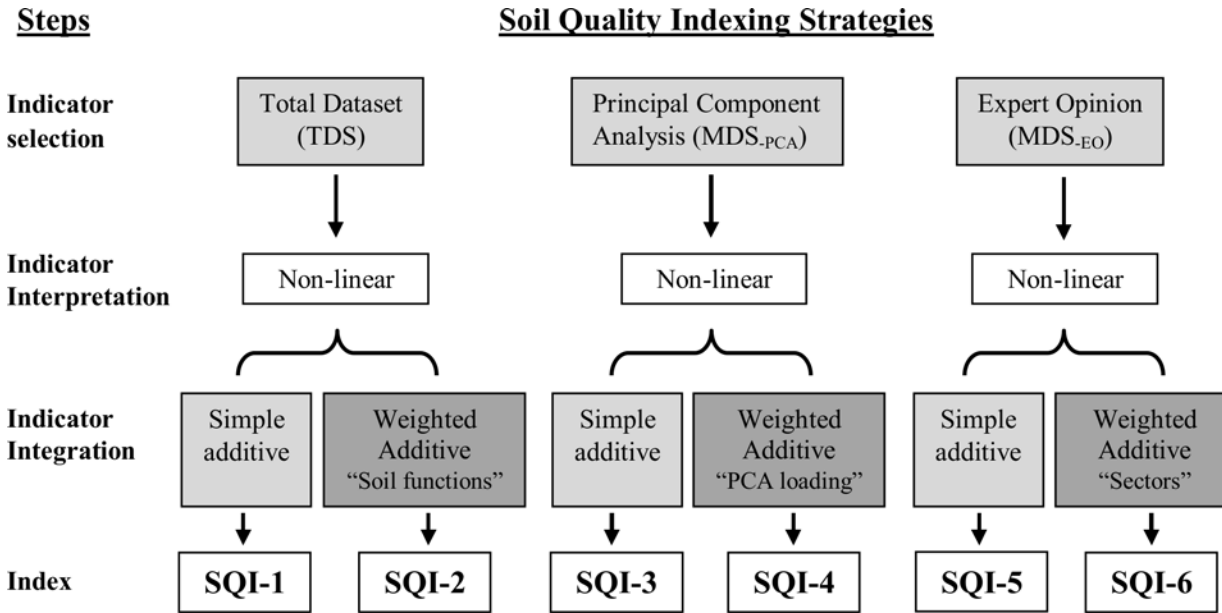 Steps
Soil Quality Indexing Strategies
Indicator
selection
Total Dataset
(TDS)
Principal Component
Analysis (MDS-PCA)
Expert Opinion
(MDS-EO)
Indicator
Interpretation
Non-linear
Non-linear
Non-linear
Indicator
Integration
Simple
additive
Weighted
Additive
“Soil functions”
Simple
additive
Weighted
Additive
“PCA loading”
Simple
additive
Weighted
Additive
“Sectors”
Index
SQI-1
SQI-2
SQI-3
SQI-4
SQI-5
SQI-6